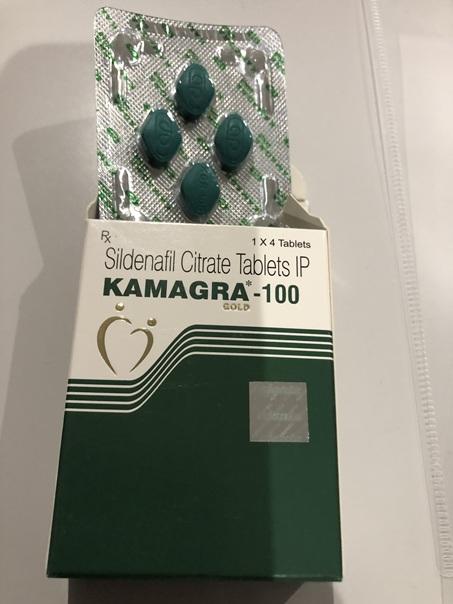 Rx
1 X 4 Tablets
Sildenafil Citrate Tablets IP
KAMAGRA*-100
GOLD